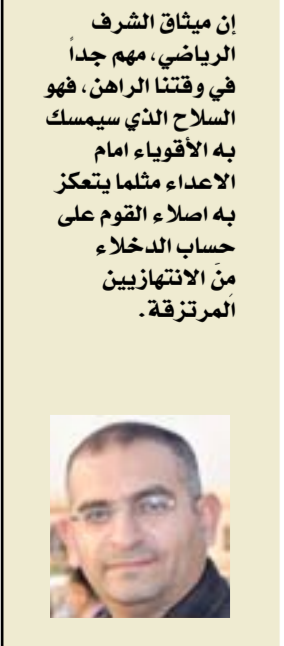 إن ميثاق الشرف
الرياضي، مهم جداً
في وقتنا الراهن، فهو
السلاح الذي سيمسك
به الأقوياء امام
الاعداء مثلما يتعكز
به اصلاء القوم على
حساب الدخلاء
منَ الانتهازيين
المرتزقة.